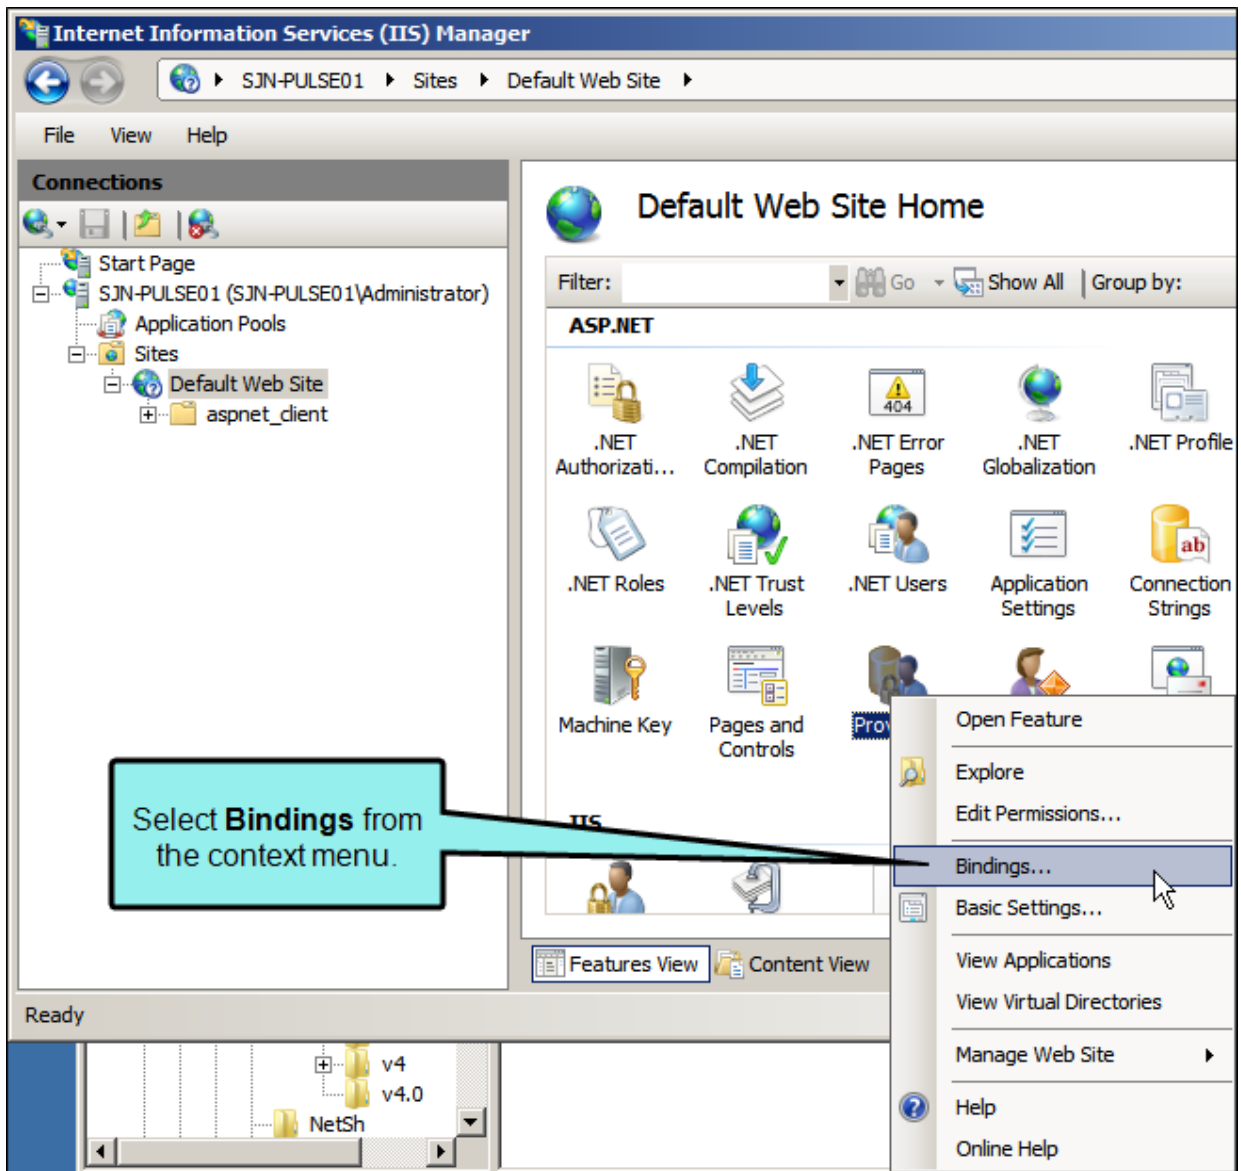 Internet Information Services (IIS) Manager
SJN-PULSE01 Sites Default Web Site
File View Help
Connections
Start Page
SJN-PULSE01 (SJN-PULSE01\Administrator)
Application Pools
Sites
Default Web Site
aspnet_client
Default Web Site Home
Filter: Go Show All Group by:
ASP.NET
.NET Authorizati...
.NET Compilation
404
.NET Error Pages
.NET Globalization
.NET Profile
.NET Roles
.NET Trust Levels
.NET Users
Application Settings
ab
Connection Strings
Machine Key
Pages and Controls
Prov
IIS
Select Bindings from
the context menu.
Open Feature
Explore
Edit Permissions...
Bindings...
Basic Settings...
View Applications
View Virtual Directories
Manage Web Site
Help
Online Help
Features View Content View
Ready
v4
v4.0
NetSh